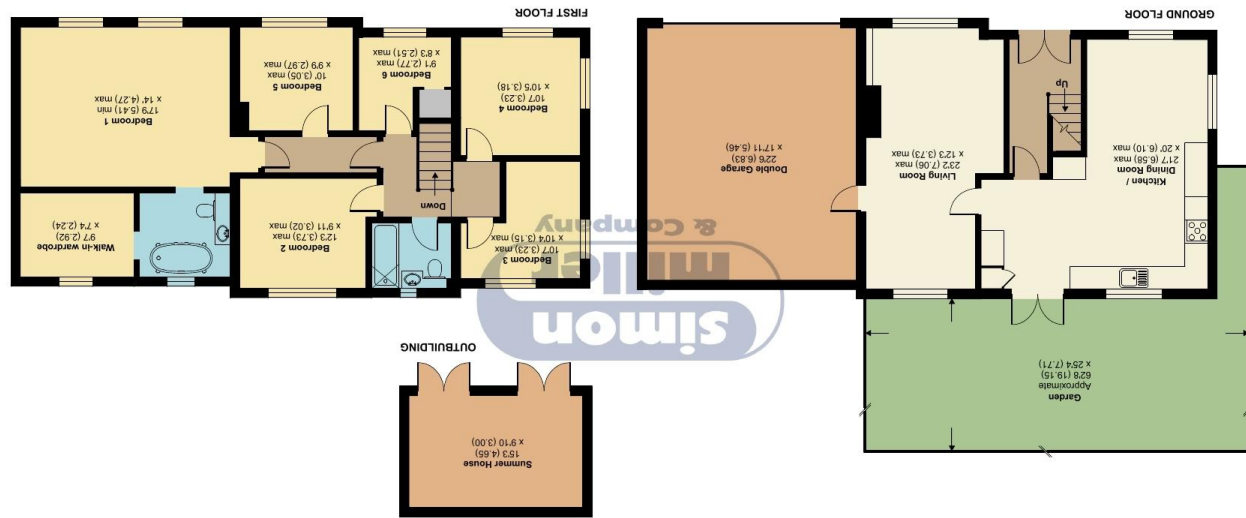 Garden
Approximate
62'8 (19.15)
x 25'4 (7.71)
Kitchen /
Dining Room
21'7 (6.58) max
x 20' (6.10) max
Up
Living Room
23'2 (7.06) max
x 12'3 (3.73) max
Double Garage
22'6 (6.83)
x 17'11 (5.46)
GROUND FLOOR
Summer House
15'3 (4.65)
x 9'10 (3.00)
OUTBUILDING
simon
miller
& Company
Bedroom 3
10'7 (3.23) max
x 10'4 (3.15) max
Down
Bedroom 2
12'3 (3.73) max
x 9'11 (3.02) max
Walk-in wardrobe
9'7 (2.92)
x 7'4 (2.24)
Bedroom 4
10'7 (3.23)
x 10'5 (3.18)
Bedroom 6
9'1 (2.77) max
x 8'3 (2.51)
Bedroom 5
10' (3.05) max
x 9'9 (2.97)
Bedroom 1
17'9 (5.41) min
x 14' (4.27) max
FIRST FLOOR